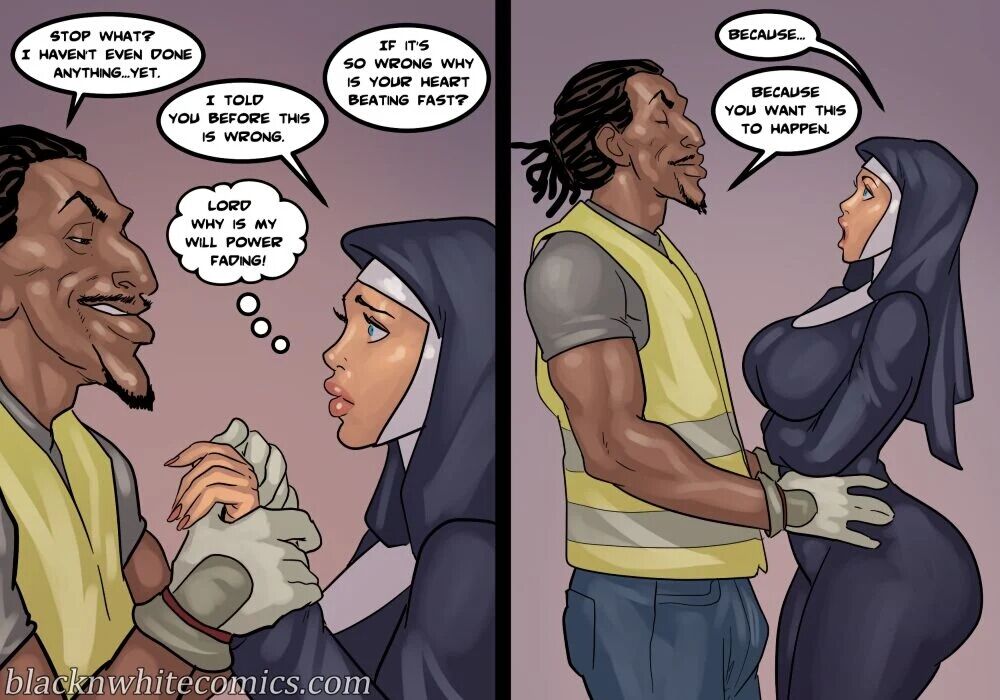 STOP WHAT?
I HAVEN'T EVEN DONE
ANYTHING...YET.
I TOLD
YOU BEFORE THIS
IS WRONG.
IF IT'S
SO WRONG WHY
IS YOUR HEART
BEATING FAST?
LORD
WHY IS MY
WILL POWER
FADING!
BECAUSE...
BECAUSE
YOU WANT THIS
TO HAPPEN.
blacknwhitecomics.com